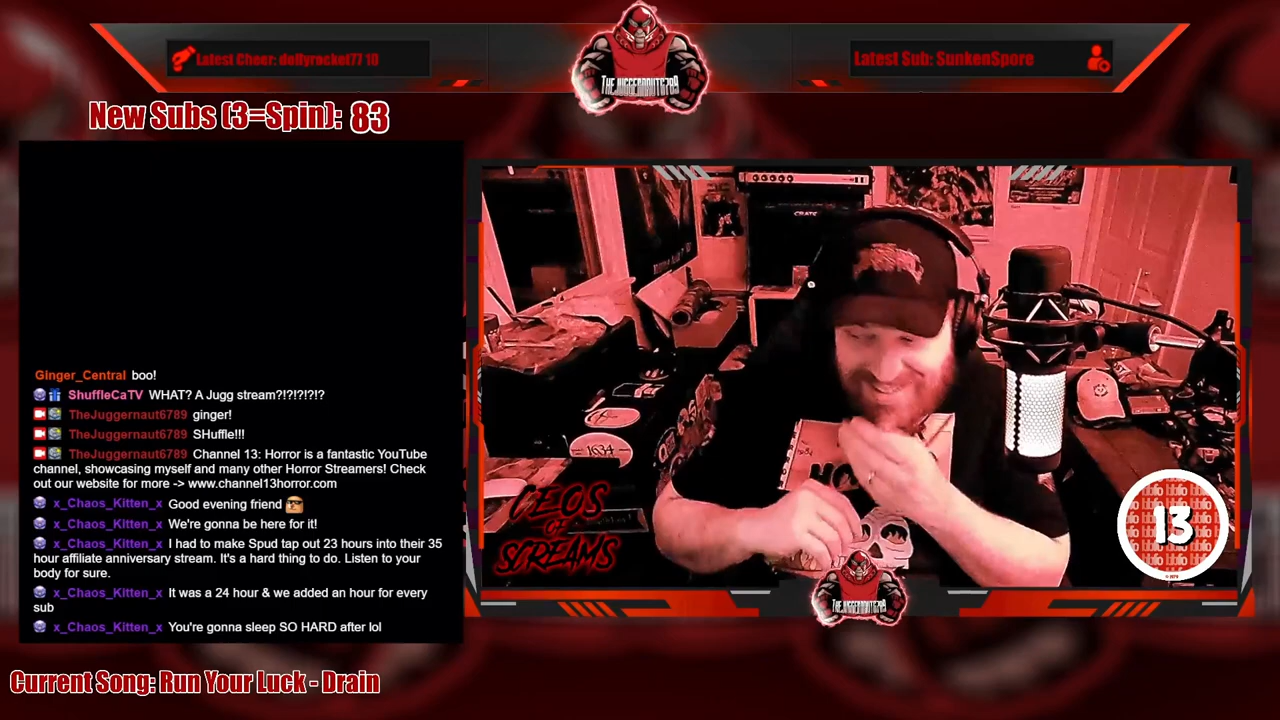 Latest Cheer: dollyrocket77 10
THEJUGGERNAUT6789
Latest Sub: SunkenSpore
New Subs (3=Spin): 83
Ginger_Central boo!
ShuffleCaTV WHAT? A Jugg stream?!?!?!?!?
TheJuggernaut6789 ginger!
TheJuggernaut6789 SHuffle!!!
TheJuggernaut6789 Channel 13: Horror is a fantastic YouTube
channel, showcasing myself and many other Horror Streamers! Check
out our website for more -> www.channel13horror.com
x_Chaos_Kitten_x Good evening friend
x_Chaos_Kitten_x We're gonna be here for it!
x_Chaos_Kitten_x I had to make Spud tap out 23 hours into their 35
hour affiliate anniversary stream. It's a hard thing to do. Listen to your
body for sure.
x_Chaos_Kitten_x It was a 24 hour & we added an hour for every
sub
x_Chaos_Kitten_x You're gonna sleep SO HARD after lol
CRATE
1634
CEOS
OF
SCREAMS
13
THEJUGGERNAUT6789
Current Song: Run Your Luck - Drain